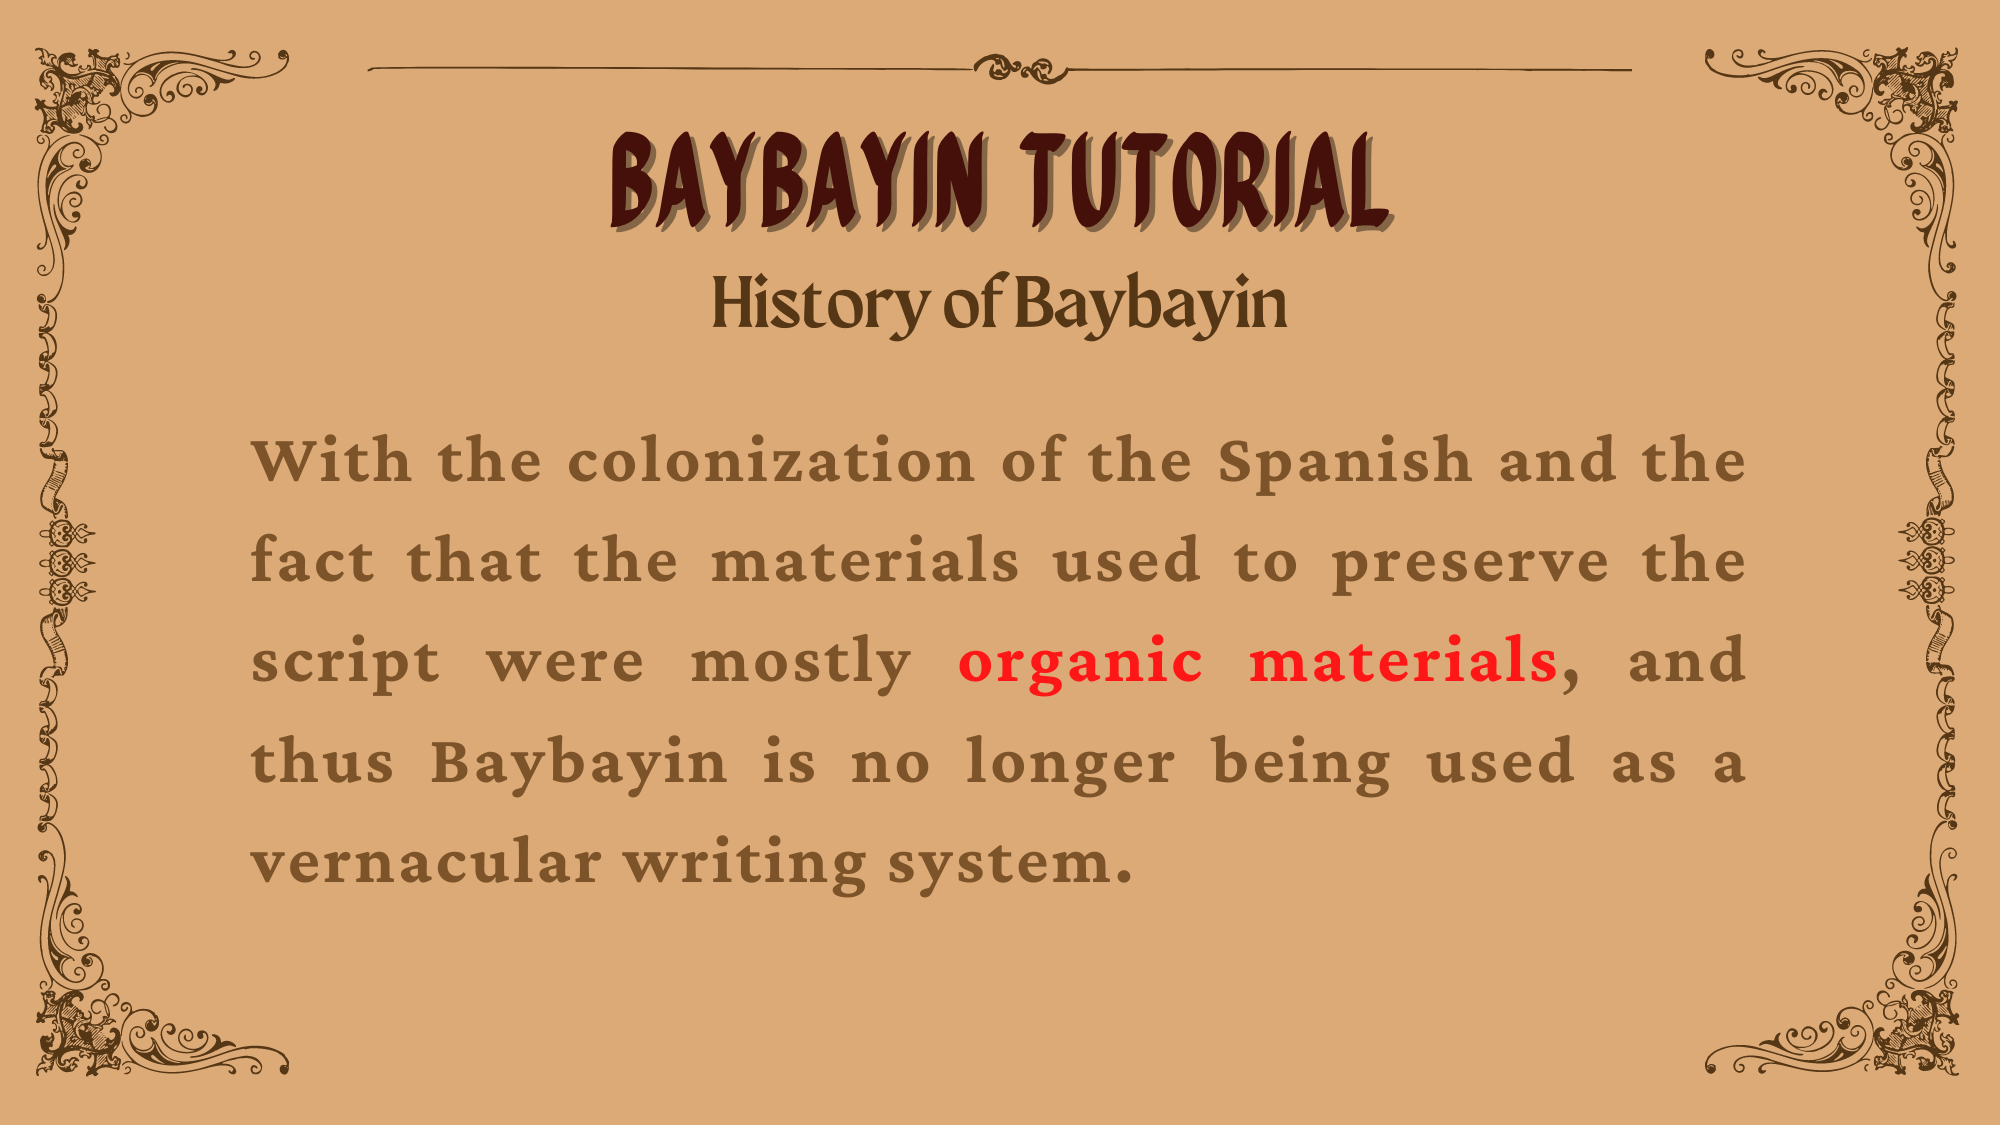 BAYBAYIN TUTORIAL
History of Baybayin
With the colonization of the Spanish and the
fact that the materials used to preserve the
script were mostly organic materials, and
thus Baybayin is no longer being used as a
vernacular writing system.